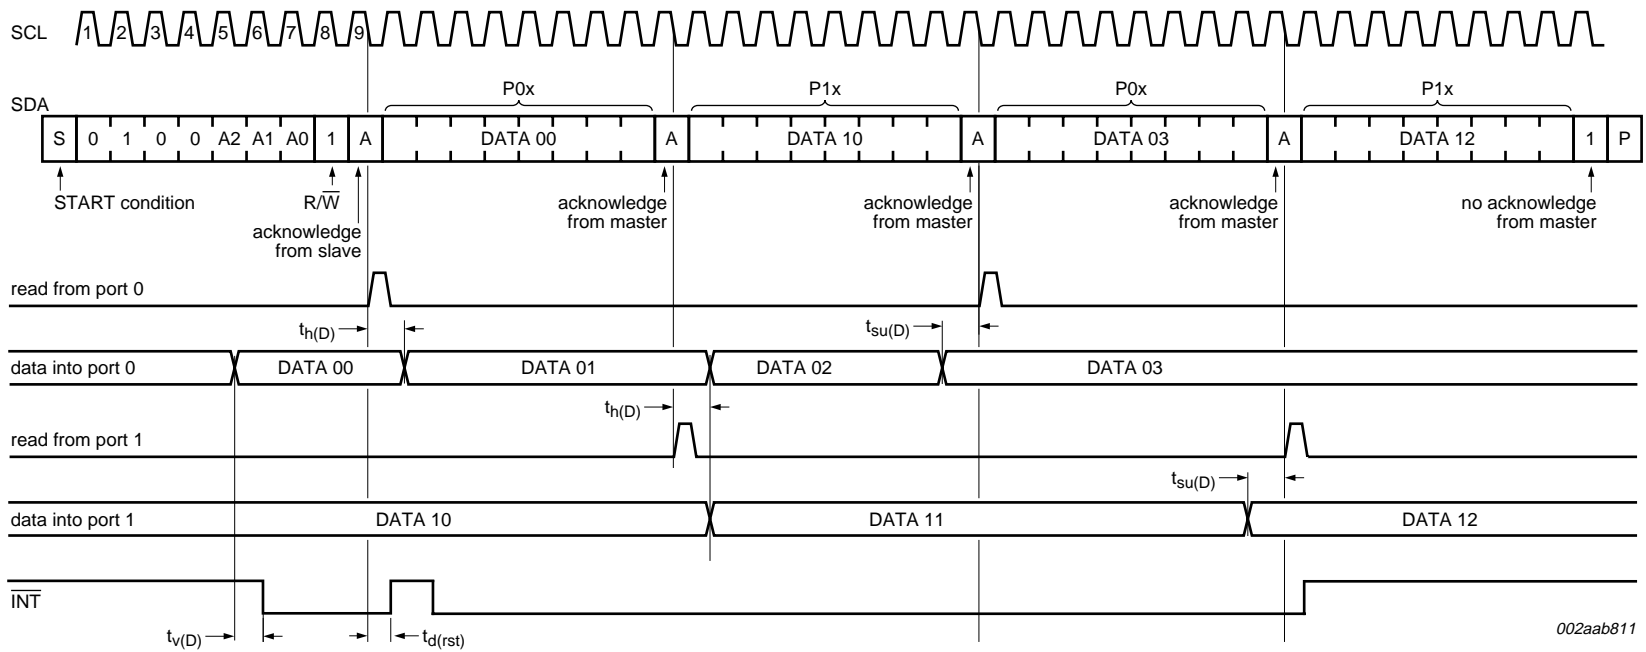 SCL 1 2 3 4 5 6 7 8 9
P0x P1x P0x P1x
SDA
S 0 1 0 0 A2 A1 A0 1 A DATA 00 A DATA 10 A DATA 03 A DATA 12 1 P
START condition R/W acknowledge acknowledge acknowledge no acknowledge
from master from master from master from master
acknowledge
from slave
read from port 0
th(D) tsu(D)
data into port 0 DATA 00 DATA 01 DATA 02 DATA 03
th(D)
read from port 1
tsu(D)
data into port 1 DATA 10 DATA 11 DATA 12
INT
tv(D) td(rst)
002aab811